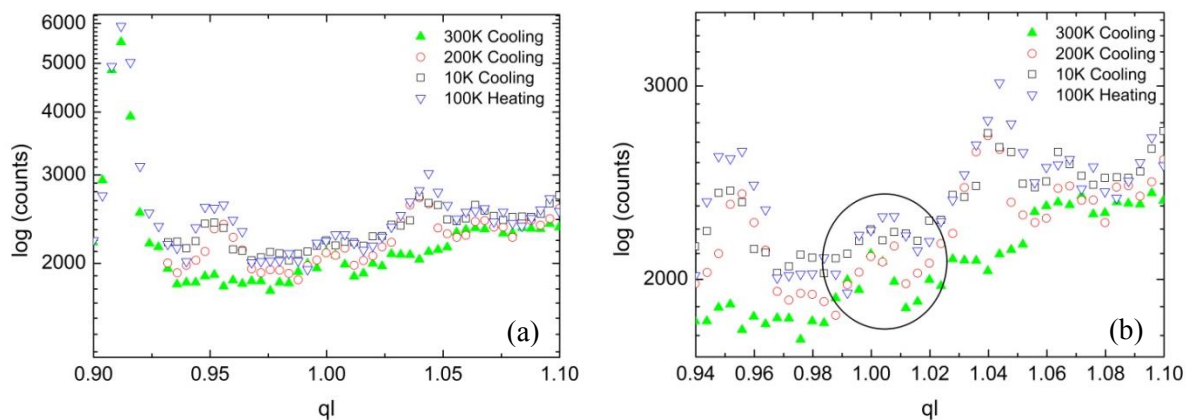 6000
5000
4000
3000
2000
log (counts)
0.90
0.95
1.00
1.05
1.10
ql
300K Cooling
200K Cooling
10K Cooling
100K Heating
(a)
3000
2000
log (counts)
0.94
0.96
0.98
1.00
1.02
1.04
1.06
1.08
1.10
ql
300K Cooling
200K Cooling
10K Cooling
100K Heating
(b)